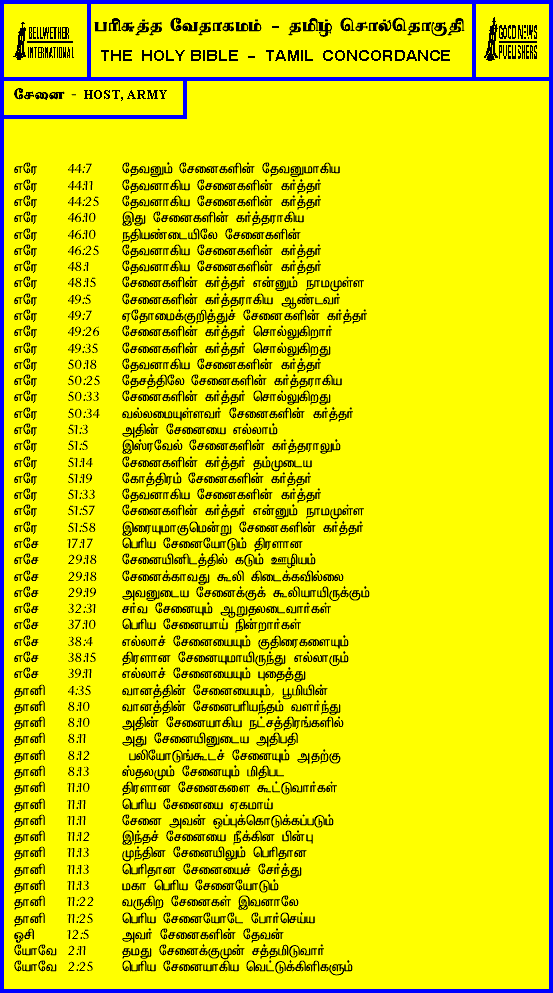 BELLWETHER
INTERNATIONAL
பரிசுத்த வேதாகமம் – தமிழ் சொல்தொகுதி
THE HOLY BIBLE – TAMIL CONCORDANCE
GOOD NEWS
PUBLISHERS
சேனை - HOST, ARMY
எரே 44:7 தேவனும் சேனைகளின் தேவனுமாகிய
எரே 44:11 தேவனாகிய சேனைகளின் கர்த்தர்
எரே 44:25 தேவனாகிய சேனைகளின் கர்த்தர்
எரே 46:10 இது சேனைகளின் கர்த்தராகிய
எரே 46:10 நதியண்டையிலே சேனைகளின்
எரே 46:25 தேவனாகிய சேனைகளின் கர்த்தர்
எரே 48:1 தேவனாகிய சேனைகளின் கர்த்தர்
எரே 48:15 சேனைகளின் கர்த்தர் என்னும் நாமமுள்ள
எரே 49:5 சேனைகளின் கர்த்தராகிய ஆண்டவர்
எரே 49:7 ஏதோமைக்குறித்துச் சேனைகளின் கர்த்தர்
எரே 49:26 சேனைகளின் கர்த்தர் சொல்லுகிறார்
எரே 49:35 சேனைகளின் கர்த்தர் சொல்லுகிறது
எரே 50:18 தேவனாகிய சேனைகளின் கர்த்தர்
எரே 50:25 தேசத்திலே சேனைகளின் கர்த்தராகிய
எரே 50:33 சேனைகளின் கர்த்தர் சொல்லுகிறது
எரே 50:34 வல்லமையுள்ளவர் சேனைகளின் கர்த்தர்
எரே 51:3 அதின் சேனையை எல்லாம்
எரே 51:5 இஸ்ரவேல் சேனைகளின் கர்த்தராலும்
எரே 51:14 சேனைகளின் கர்த்தர் தம்முடைய
எரே 51:19 கோத்திரம் சேனைகளின் கர்த்தர்
எரே 51:33 தேவனாகிய சேனைகளின் கர்த்தர்
எரே 51:57 சேனைகளின் கர்த்தர் என்னும் நாமமுள்ள
எரே 51:58 இரையுமாகுமென்று சேனைகளின் கர்த்தர்
எசே 17:17 பெரிய சேனையோடும் திரளான
எசே 29:18 சேனையினிடத்தில் கடும் ஊழியம்
எசே 29:18 சேனைக்காவது கூலி கிடைக்கவில்லை
எசே 29:19 அவனுடைய சேனைக்குக் கூலியாயிருக்கும்
எசே 32:31 சர்வ சேனையும் ஆறுதலடைவார்கள்
எசே 37:10 பெரிய சேனையாய் நின்றார்கள்
எசே 38:4 எல்லாச் சேனையையும் குதிரைகளையும்
எசே 38:15 திரளான சேனையுமாயிருந்து எல்லாரும்
எசே 39:11 எல்லாச் சேனையையும் புதைத்து
தானி 4:35 வானத்தின் சேனையையும், பூமியின்
தானி 8:10 வானத்தின் சேனைபரியந்தம் வளர்ந்து
தானி 8:10 அதின் சேனையாகிய நட்சத்திரங்களில்
தானி 8:11 அது சேனையினுடைய அதிபதி
தானி 8:12 பலியோடுங்கூடச் சேனையும் அதற்கு
தானி 8:13 ஸ்தலமும் சேனையும் மிதிபட
தானி 11:10 திரளான சேனைகளை கூட்டுவார்கள்
தானி 11:11 பெரிய சேனையை ஏகமாய்
தானி 11:11 சேனை அவன் ஒப்புக்கொடுக்கப்படும்
தானி 11:12 இந்தச் சேனையை நீக்கின பின்பு
தானி 11:13 முந்தின சேனையிலும் பெரிதான
தானி 11:13 பெரிதான சேனையைச் சேர்த்து
தானி 11:13 மகா பெரிய சேனையோடும்
தானி 11:22 வருகிற சேனைகள் இவனாலே
தானி 11:25 பெரிய சேனையோடே போர்செய்ய
ஓசி 12:5 அவர் சேனைகளின் தேவன்
யோவே 2:11 தமது சேனைக்குமுன் சத்தமிடுவார்
யோவே 2:25 பெரிய சேனையாகிய வெட்டுக்கிளிகளும்